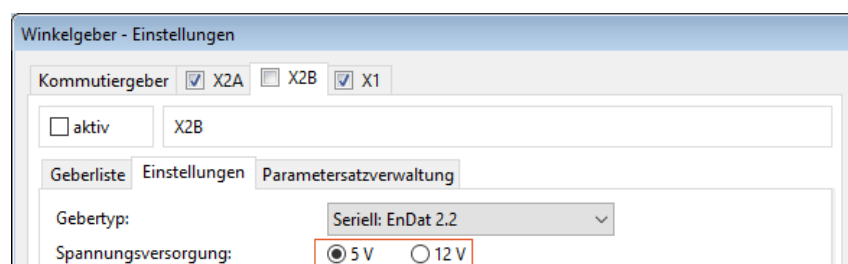 Winkelgeber - Einstellungen
Kommutiergeber X2A X2B X1
aktiv X2B
Geberliste Einstellungen Parametersatzverwaltung
Gebertyp: Seriell: EnDat 2.2
Spannungsversorgung: 5 V 12 V